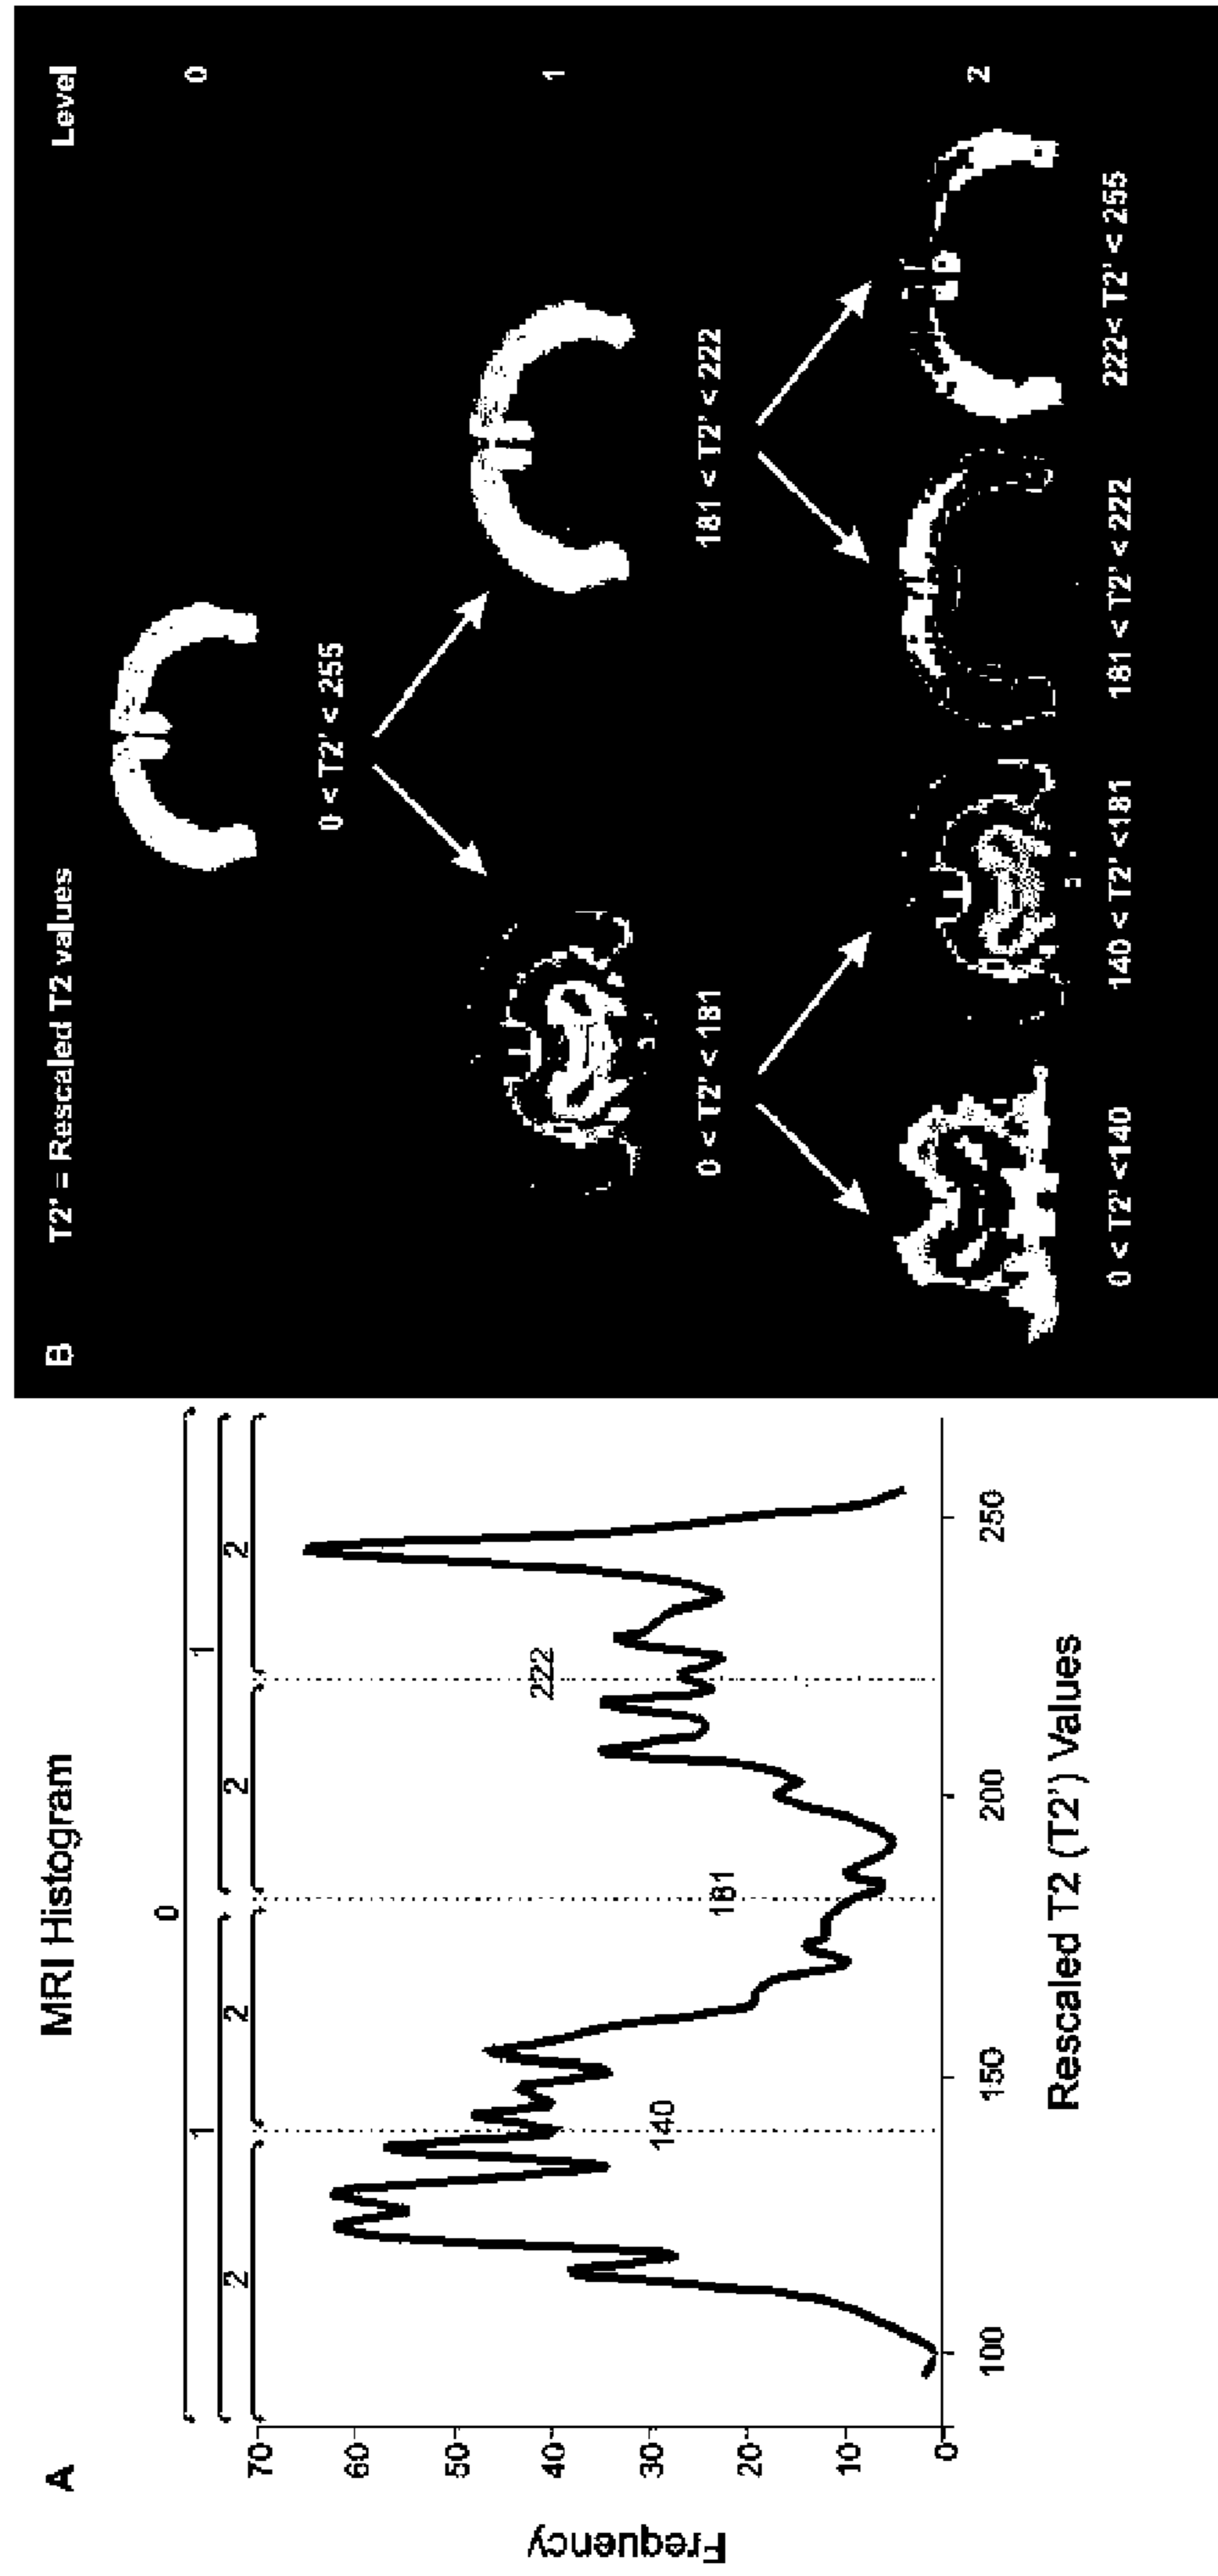 A
MRI Histogram
0
1
1
2
2
2
2
70
60
50
40
30
20
10
0
Frequency
140
181
222
100
150
200
250
Rescaled T2 (T2') Values
B
T2' = Rescaled T2 values
Level
0
0 < T2' < 255
1
0 < T2' < 181
181 < T2' < 222
2
0 < T2' <140
140 < T2' <181
181 < T2' < 222
222< T2' < 255